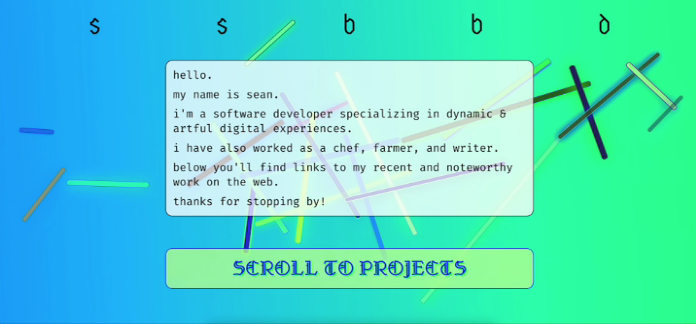 s s b b d
hello.
my name is sean.
i'm a software developer specializing in dynamic &
artful digital experiences.
i have also worked as a chef, farmer, and writer.
below you'll find links to my recent and noteworthy
work on the web.
thanks for stopping by!
SCROLL TO PROJECTS